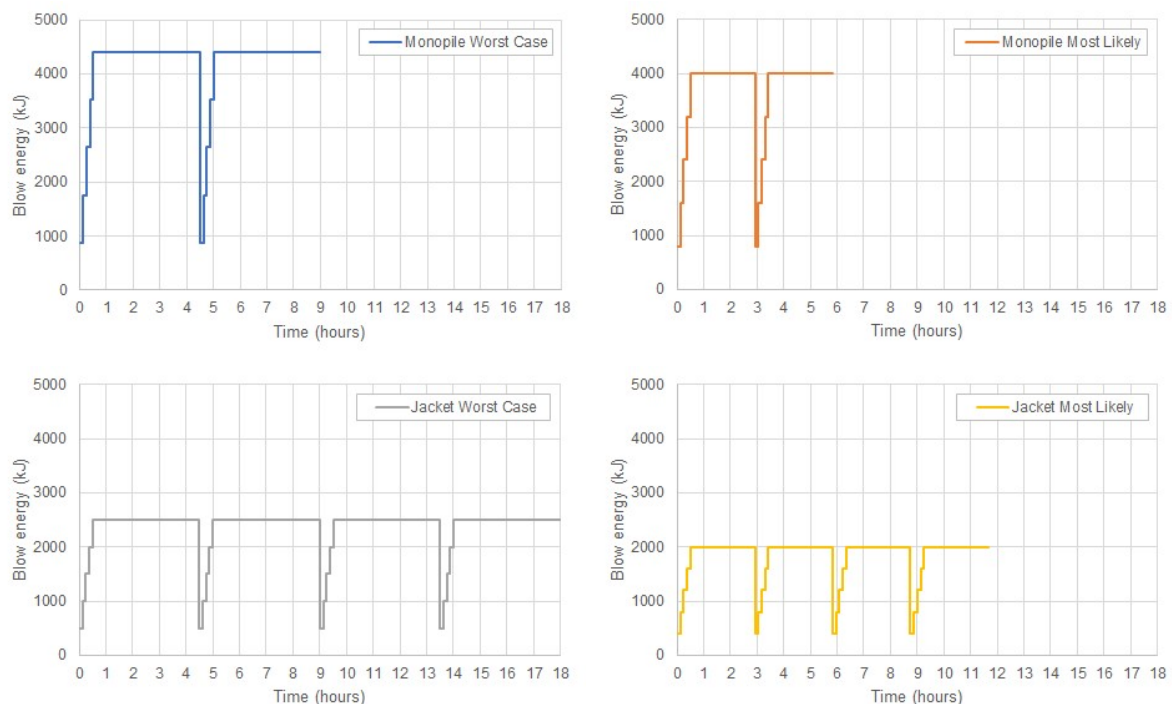 Monopile Worst Case
Blow energy (kJ)
5000
4000
3000
2000
1000
0
0 1 2 3 4 5 6 7 8 9 10 11 12 13 14 15 16 17 18
Time (hours)
Monopile Most Likely
Blow energy (kJ)
5000
4000
3000
2000
1000
0
0 1 2 3 4 5 6 7 8 9 10 11 12 13 14 15 16 17 18
Time (hours)
Jacket Worst Case
Blow energy (kJ)
5000
4000
3000
2000
1000
0
0 1 2 3 4 5 6 7 8 9 10 11 12 13 14 15 16 17 18
Time (hours)
Jacket Most Likely
Blow energy (kJ)
5000
4000
3000
2000
1000
0
0 1 2 3 4 5 6 7 8 9 10 11 12 13 14 15 16 17 18
Time (hours)